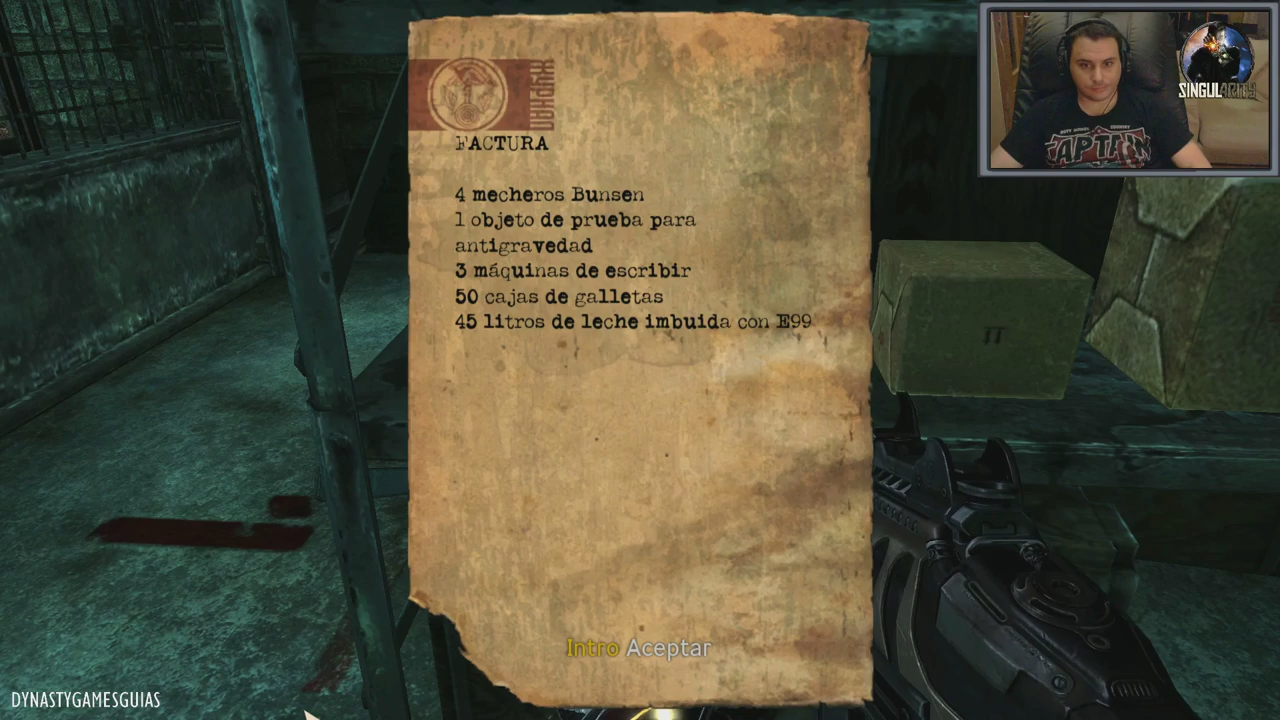 FACTURA
4 mecheros Bunsen
1 objeto de prueba para
antigravedad
3 máquinas de escribir
50 cajas de galletas
45 litros de leche imbuida con E99
Intro Aceptar
SINGULARITY
CAPTAIN
DYNASTYGAMESGUIAS